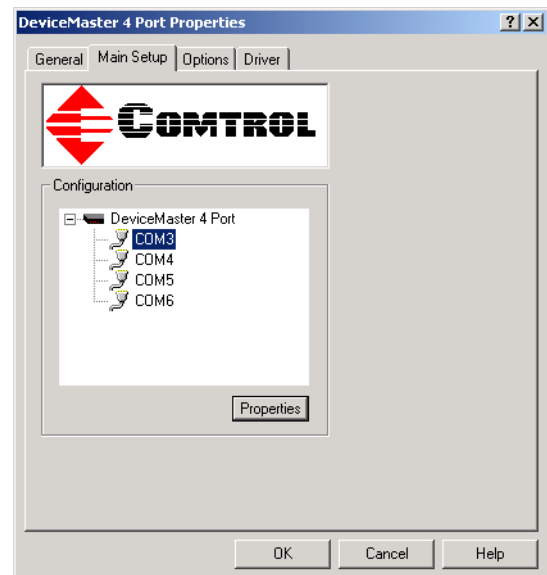 DeviceMaster 4 Port Properties
General Main Setup Options Driver
COMTROL
Configuration
DeviceMaster 4 Port
COM3
COM4
COM5
COM6
Properties
OK Cancel Help